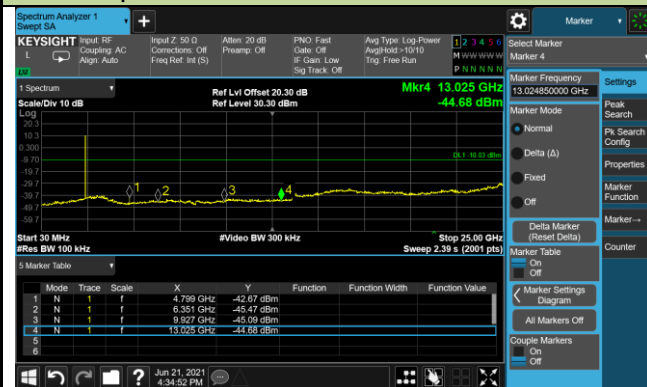 Spectrum Analyzer 1
Swept SA
Marker
KEYSIGHT
L
Input: RF
Coupling: AC
Align: Auto
Input Z: 50 Ω
Corrections: Off
Freq Ref: Int (S)
Atten: 20 dB
Preamp: Off
PNO: Fast
Gate: Off
IF Gain: Low
Sig Track: Off
Avg Type: Log-Power
Avg|Hold:>10/10
Trig: Free Run
1 2 3 4 5 6
M W W W W W
P N N N N N
Select Marker
Marker 4
1 Spectrum
Scale/Div 10 dB
Log
Ref Lvl Offset 20.30 dB
Ref Level 30.30 dBm
Mkr4 13.025 GHz
-44.68 dBm
20.3
10.3
0.300
-9.70
-19.7
-29.7
-39.7
-49.7
-59.7
DL1 -10.03 dBm
1
2
3
4
Start 30 MHz
#Res BW 100 kHz
#Video BW 300 kHz
Stop 25.00 GHz
Sweep 2.39 s (2001 pts)
5 Marker Table
Mode Trace Scale X Y Function Function Width Function Value
1 N 1 f 4.799 GHz -42.67 dBm
2 N 1 f 6.351 GHz -45.47 dBm
3 N 1 f 9.927 GHz -45.09 dBm
4 N 1 f 13.025 GHz -44.68 dBm
5
6
Marker Frequency
13.024850000 GHz
Marker Mode
Normal
Delta (Δ)
Fixed
Off
Delta Marker
(Reset Delta)
Marker Table
On
Off
Marker Settings
Diagram
All Markers Off
Couple Markers
On
Off
Settings
Peak
Search
Pk Search
Config
Properties
Marker
Function
Marker→
Counter
Jun 21, 2021
4:34:52 PM